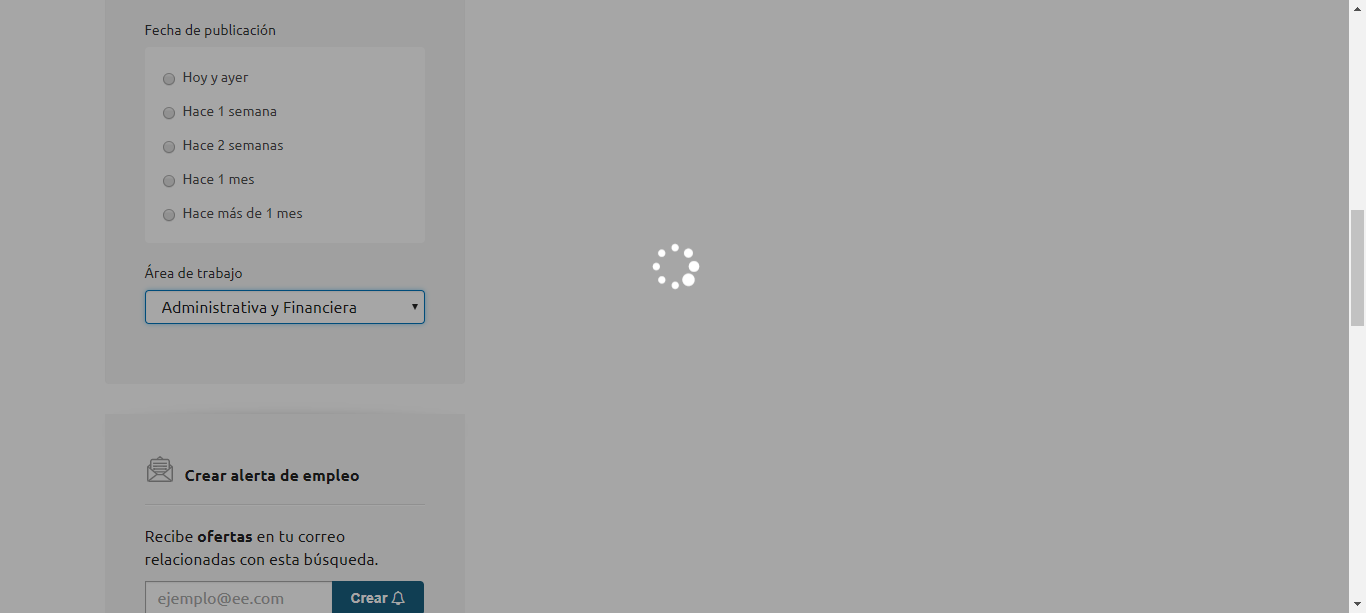 Fecha de publicación
Hoy y ayer
Hace 1 semana
Hace 2 semanas
Hace 1 mes
Hace más de 1 mes
Área de trabajo
Administrativa y Financiera
Crear alerta de empleo
Recibe ofertas en tu correo
relacionadas con esta búsqueda.
ejemplo@ee.com
Crear